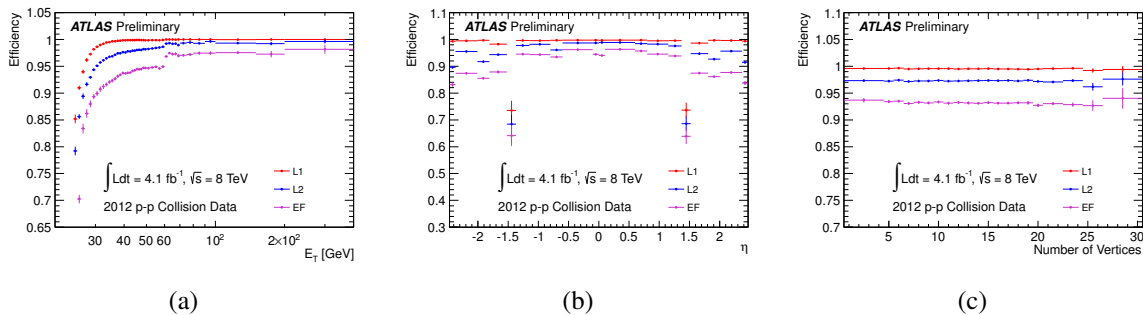 ATLAS Preliminary
Efficiency
1.05
1
0.95
0.9
0.85
0.8
0.75
0.7
0.65
∫Ldt = 4.1 fb⁻¹, √s = 8 TeV
2012 p-p Collision Data
L1
L2
EF
30 40 50 60 10² 2×10²
E_T [GeV]
(a)
ATLAS Preliminary
Efficiency
1.1
1
0.9
0.8
0.7
0.6
0.5
0.4
0.3
∫Ldt = 4.1 fb⁻¹, √s = 8 TeV
2012 p-p Collision Data
L1
L2
EF
-2 -1.5 -1 -0.5 0 0.5 1 1.5 2
η
(b)
ATLAS Preliminary
Efficiency
1.1
1.05
1
0.95
0.9
0.85
0.8
0.75
0.7
∫Ldt = 4.1 fb⁻¹, √s = 8 TeV
2012 p-p Collision Data
L1
L2
EF
5 10 15 20 25 30
Number of Vertices
(c)